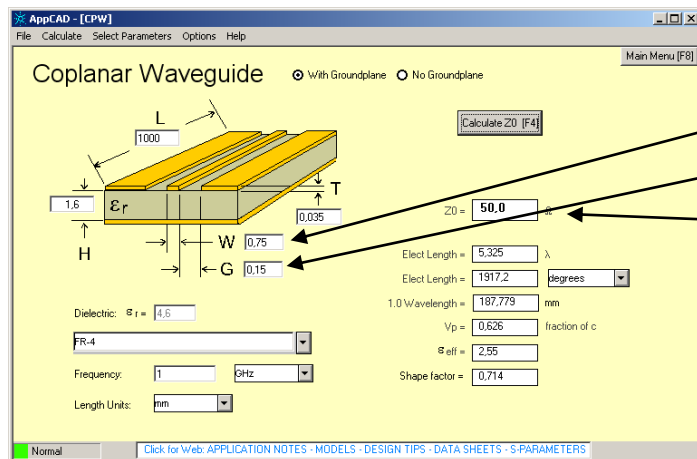 AppCAD - [CPW]
File Calculate Select Parameters Options Help
Main Menu [F8]
Coplanar Waveguide
With Groundplane No Groundplane
Calculate Z0 [F4]
L
1000
T
0,035
1,6
εr
H
W 0,75
G 0,15
Z0 = 50,0 Ω
Elect Length = 5,325 λ
Elect Length = 1917,2 degrees
1.0 Wavelength = 187,779 mm
Vp = 0,626 fraction of c
εeff = 2,55
Shape factor = 0,714
Dielectric: εr = 4,6
FR-4
Frequency: 1 GHz
Length Units: mm
Normal
Click for Web: APPLICATION NOTES - MODELS - DESIGN TIPS - DATA SHEETS - S-PARAMETERS